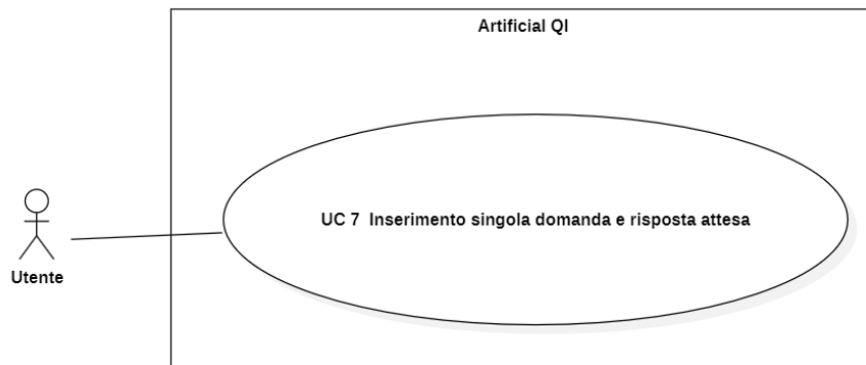 Artificial QI
UC 7 Inserimento singola domanda e risposta attesa
Utente